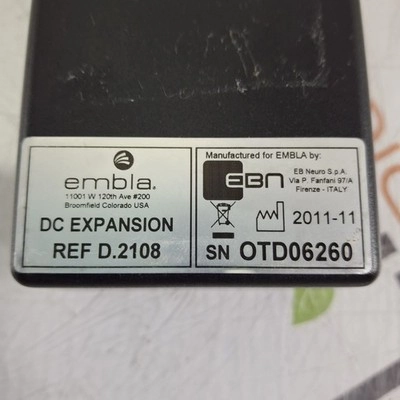 embla.
11001 W 120th Ave #200
Broomfield Colorado USA
DC EXPANSION
REF D.2108
Manufactured for EMBLA by:
EBN
EB Neuro S.p.A.
Via P. Fanfani 97/A
Firenze - ITALY
2011-11
SN OTD06260